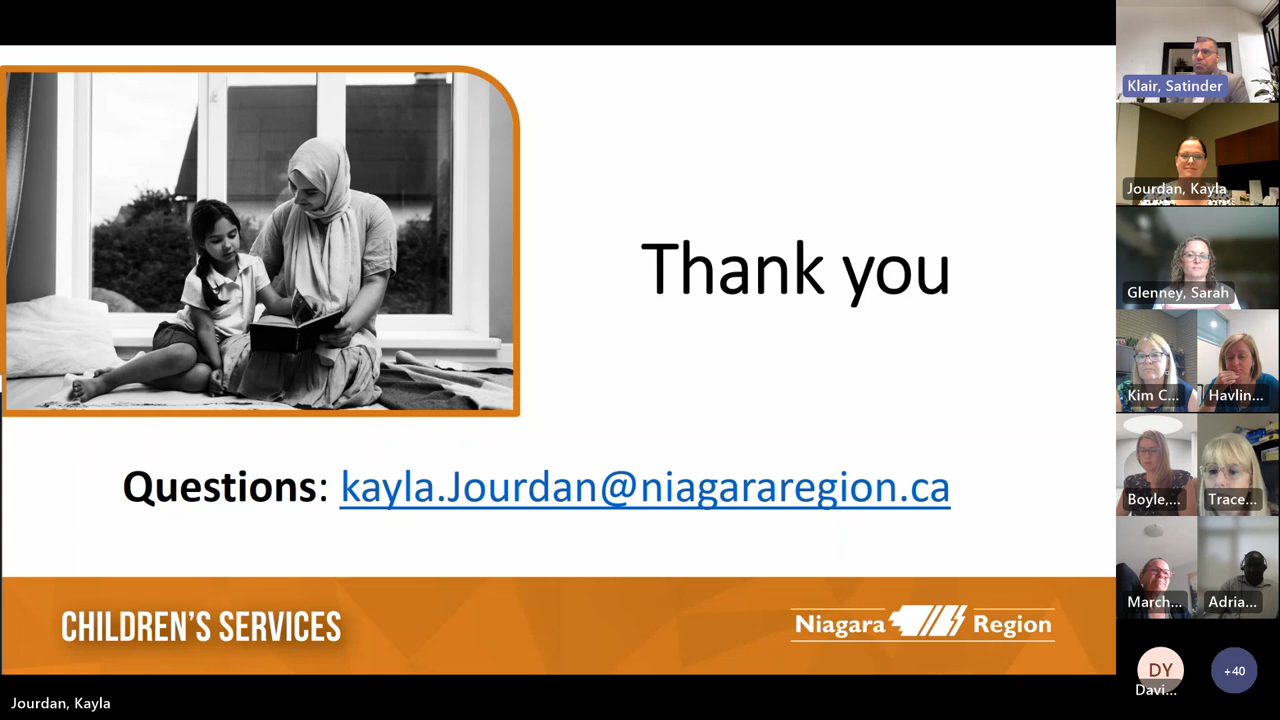 Thank you
Questions: kayla.Jourdan@niagararegion.ca
CHILDREN'S SERVICES
Niagara Region
Jourdan, Kayla
Klair, Satinder
Jourdan, Kayla
Glenney, Sarah
Kim C...
Havlin...
Boyle,...
Trace...
March...
Adria...
DY
Davi...
+40